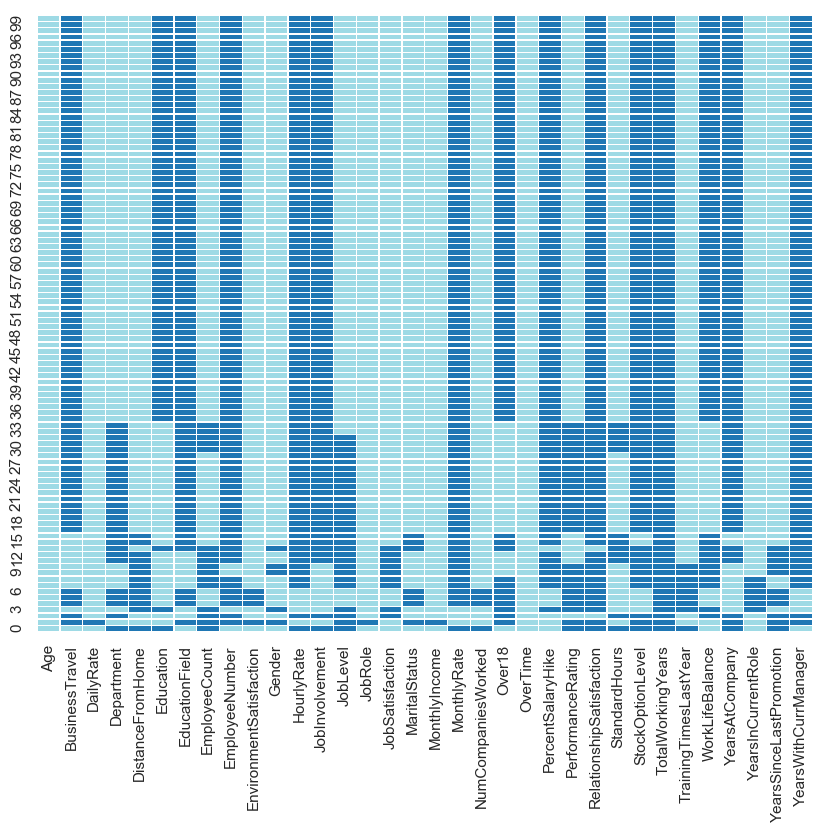 99
96
93
90
87
84
81
78
75
72
69
66
63
60
57
54
51
48
45
42
39
36
33
30
27
24
21
18
15
12
9
6
3
0
Age
BusinessTravel
DailyRate
Department
DistanceFromHome
Education
EducationField
EmployeeCount
EmployeeNumber
EnvironmentSatisfaction
Gender
HourlyRate
JobInvolvement
JobLevel
JobRole
JobSatisfaction
MaritalStatus
MonthlyIncome
MonthlyRate
NumCompaniesWorked
Over18
OverTime
PercentSalaryHike
PerformanceRating
RelationshipSatisfaction
StandardHours
StockOptionLevel
TotalWorkingYears
TrainingTimesLastYear
WorkLifeBalance
YearsAtCompany
YearsInCurrentRole
YearsSinceLastPromotion
YearsWithCurrManager